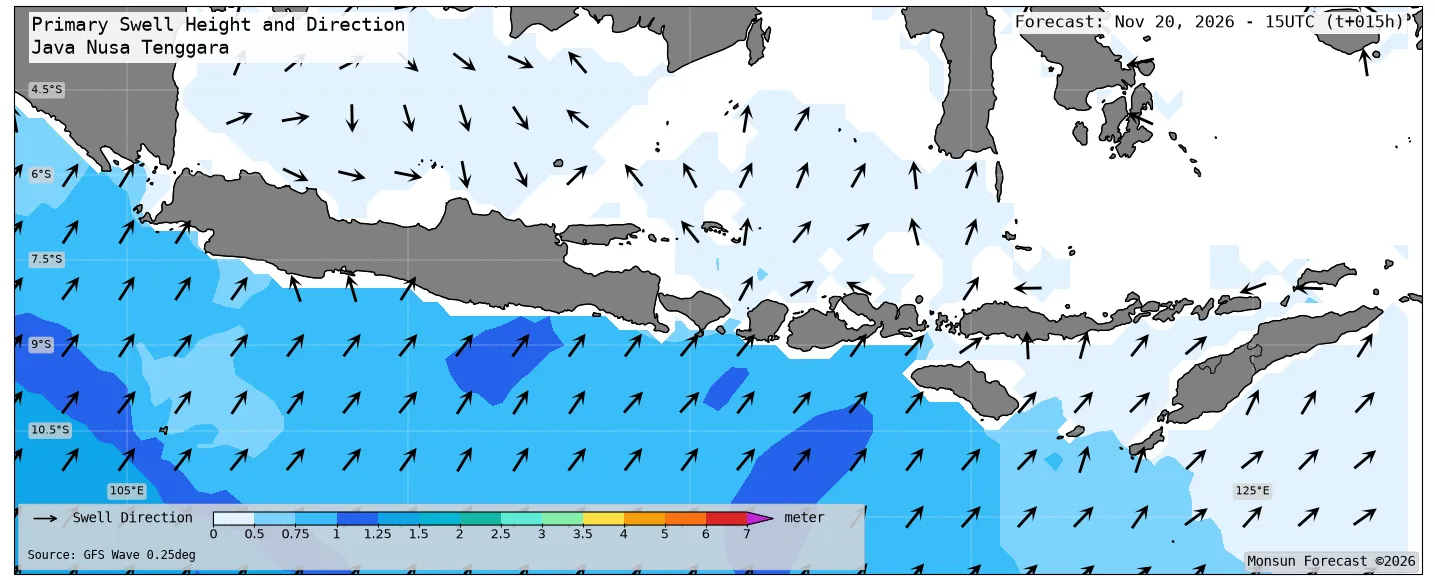 Primary Swell Height and Direction
Java Nusa Tenggara
Forecast: Nov 20, 2026 - 15UTC (t+015h)
4.5°S
6°S
7.5°S
9°S
10.5°S
105°E
125°E
Swell Direction
0 0.5 0.75 1 1.25 1.5 2 2.5 3 3.5 4 5 6 7
meter
Source: GFS Wave 0.25deg
Monsun Forecast ©2026